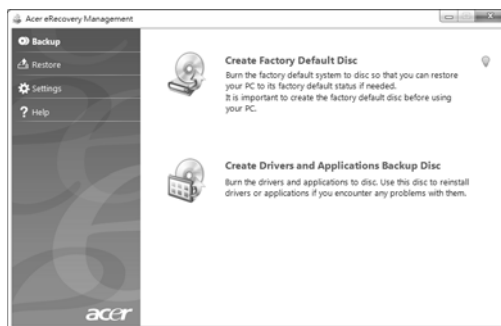 Acer eRecovery Management
Backup
Restore
Settings
Help
Create Factory Default Disc
Burn the factory default system to disc so that you can restore
your PC to its factory default status if needed.
It is important to create the factory default disc before using
your PC.
Create Drivers and Applications Backup Disc
Burn the drivers and applications to disc. Use this disc to reinstall
drivers or applications if you encounter any problems with them.
acer